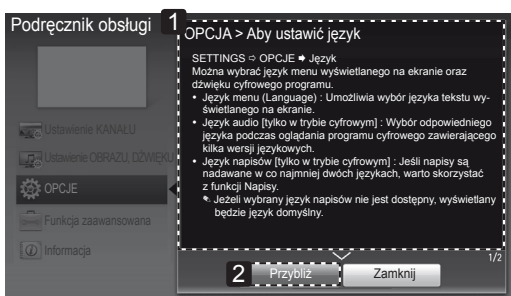 Podręcznik obsługi
1
OPCJA > Aby ustawić język
SETTINGS ⇨ OPCJE ➡ Język
Można wybrać język menu wyświetlanego na ekranie oraz
dźwięku cyfrowego programu.
• Język menu (Language) : Umożliwia wybór języka tekstu wy-
świetlanego na ekranie.
• Język audio [tylko w trybie cyfrowym] : Wybór odpowiedniego
języka podczas oglądania programu cyfrowego zawierającego
kilka wersji językowych.
• Język napisów [tylko w trybie cyfrowym] : Jeśli napisy są
nadawane w co najmniej dwóch językach, warto skorzystać
z funkcji Napisy.
✎ Jeżeli wybrany język napisów nie jest dostępny, wyświetlany
będzie język domyślny.
Ustawienie KANAŁU
Ustawienie OBRAZU, DŹWIĘKU
OPCJE
Funkcja zaawansowana
Informacja
1/2
2
Przybliż
Zamknij